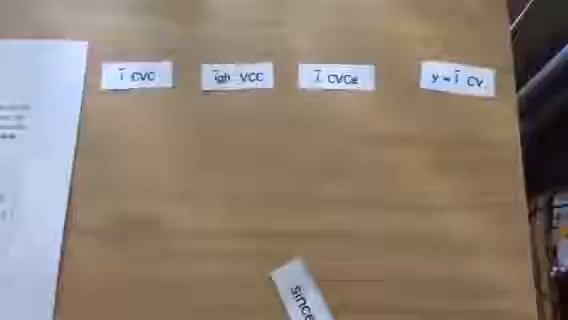 ĭ CVC
īgh VCC
ī CVCe
y = ī CV
since